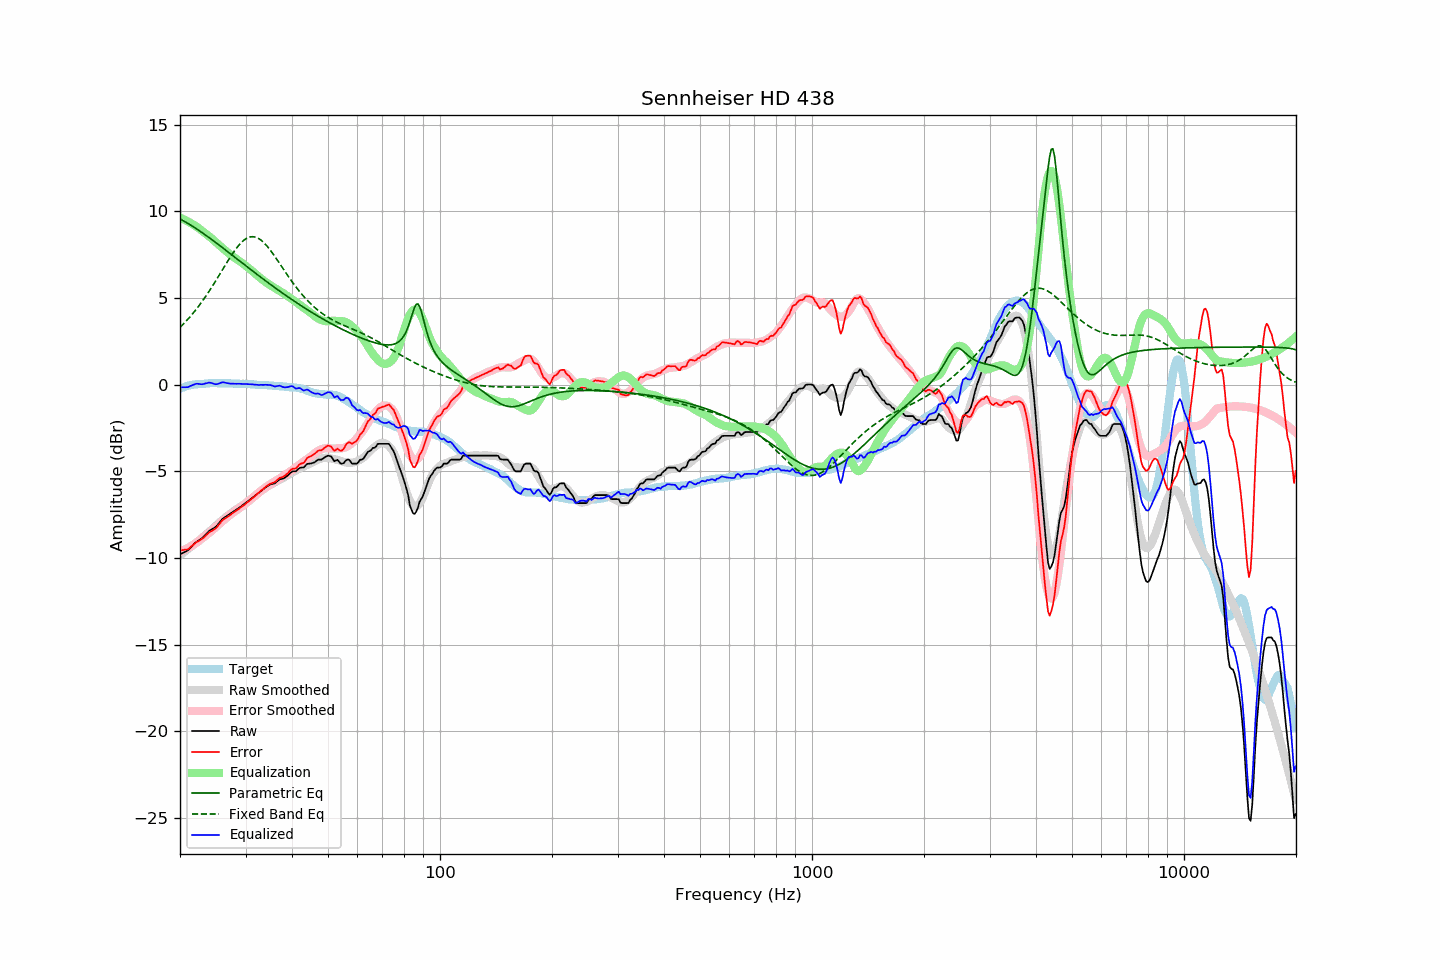 Sennheiser HD 438
15
10
5
0
−5
−10
−15
−20
−25
Amplitude (dBr)
Target
Raw Smoothed
Error Smoothed
Raw
Error
Equalization
Parametric Eq
Fixed Band Eq
Equalized
100
1000
10000
Frequency (Hz)